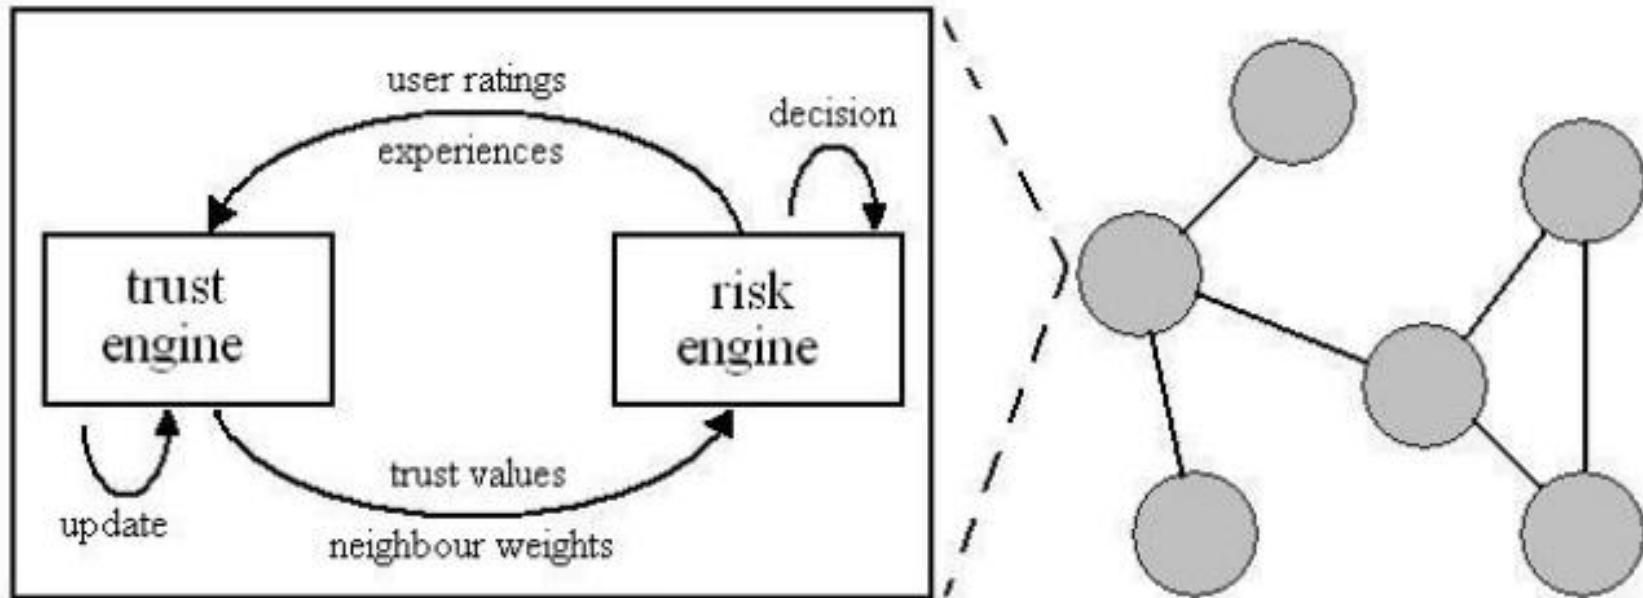 user ratings
experiences
decision
trust
engine
risk
engine
trust values
neighbour weights
update